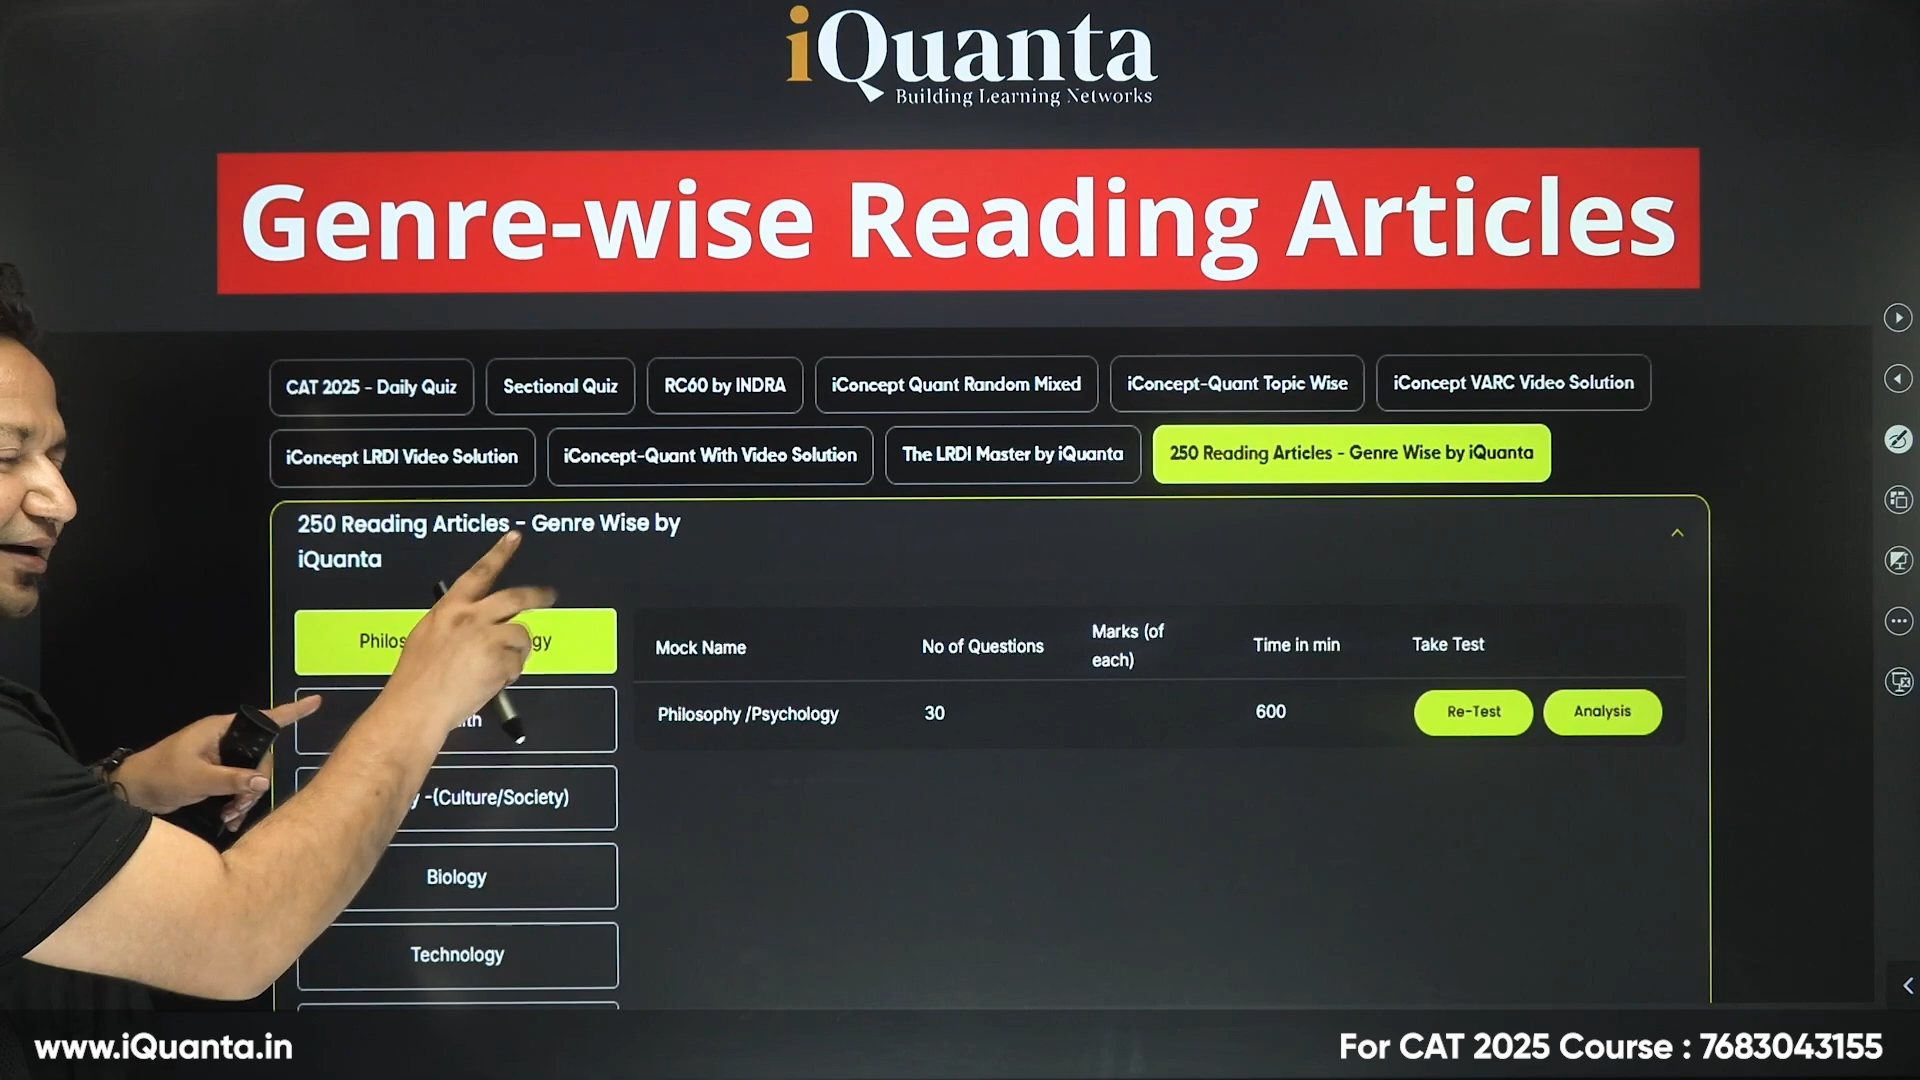 iQuanta
Building Learning Networks
Genre-wise Reading Articles
CAT 2025 - Daily Quiz
Sectional Quiz
RC60 by INDRA
iConcept Quant Random Mixed
iConcept-Quant Topic Wise
iConcept VARC Video Solution
iConcept LRDI Video Solution
iConcept-Quant With Video Solution
The LRDI Master by iQuanta
250 Reading Articles - Genre Wise by iQuanta
250 Reading Articles - Genre Wise by
iQuanta
Mock Name
No of Questions
Marks (of
each)
Time in min
Take Test
Philosophy /Psychology
30
600
Re-Test
Analysis
-(Culture/Society)
Biology
Technology
www.iQuanta.in
For CAT 2025 Course : 7683043155